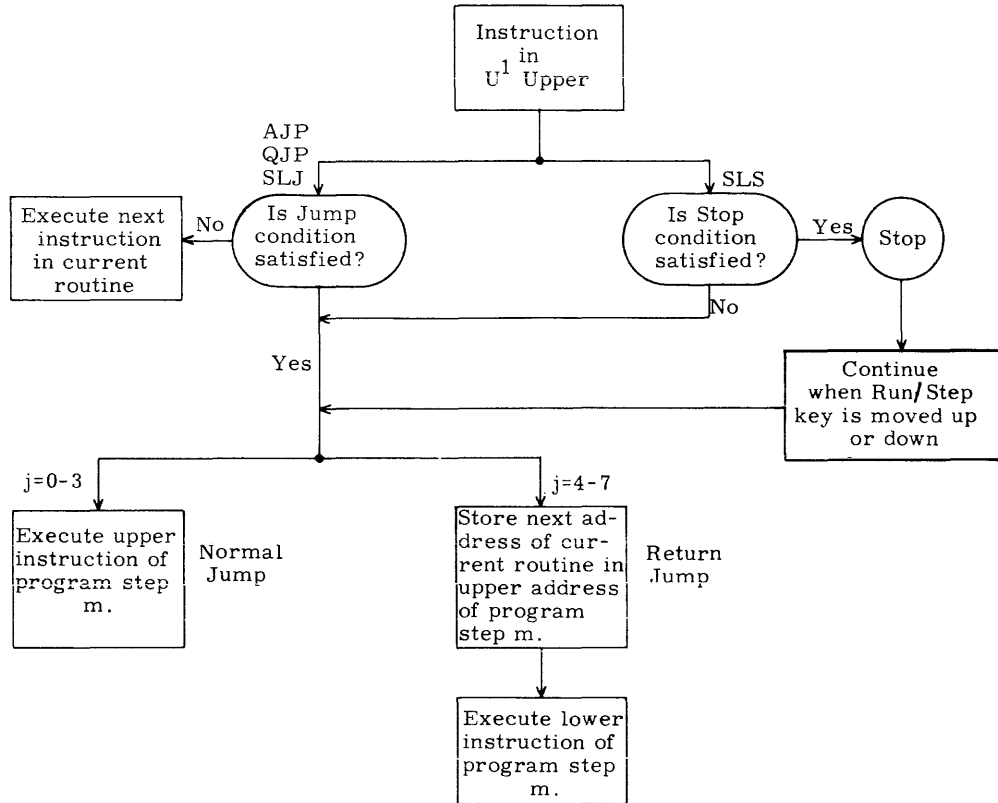 Instruction
in
U1 Upper
AJP
QJP
SLJ
SLS
Execute next
instruction
in current
routine
No
Is Jump
condition
satisfied?
Is Stop
condition
satisfied?
Yes
Stop
No
Yes
Continue
when Run/Step
key is moved up
or down
j=0-3
j=4-7
Execute upper
instruction of
program step
m.
Normal
Jump
Store next ad-
dress of cur-
rent routine in
upper address
of program
step m.
Return
Jump
Execute lower
instruction of
program step
m.